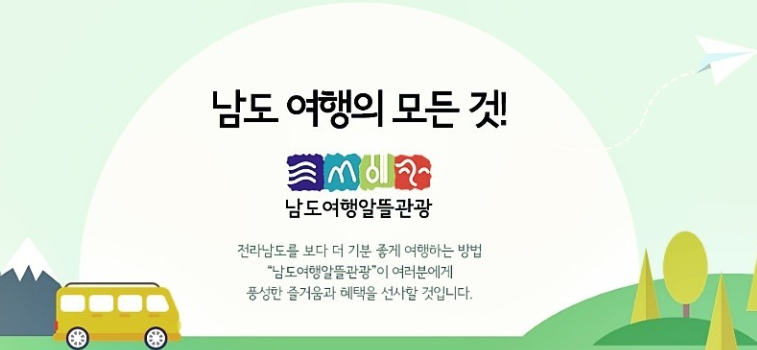 남도 여행의 모든 것!
남도여행알뜰관광
전라남도를 보다 더 기분 좋게 여행하는 방법
“남도여행알뜰관광”이 여러분에게
풍성한 즐거움과 혜택을 선사할 것입니다.